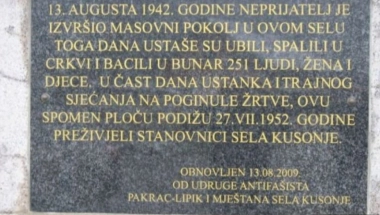 13. AUGUSTA 1942. GODINE NEPRIJATELJ JE
IZVRŠIO MASOVNI POKOLJ U OVOM SELU
TOGA DANA USTAŠE SU UBILI, SPALILI U
CRKVI I BACILI U BUNAR 251 LJUDI, ŽENA I
DJECE. U ČAST DANA USTANKA I TRAJNOG
SJEĆANJA NA POGINULE ŽRTVE, OVU
SPOMEN PLOČU PODIŽU 27.VII.1952. GODINE
PREŽIVJELI STANOVNICI SELA KUSONJE.
OBNOVLJEN 13.08.2009.
OD UDRUGE ANTIFAŠISTA
PAKRAC-LIPIK I MJEŠTANA SELA KUSONJE